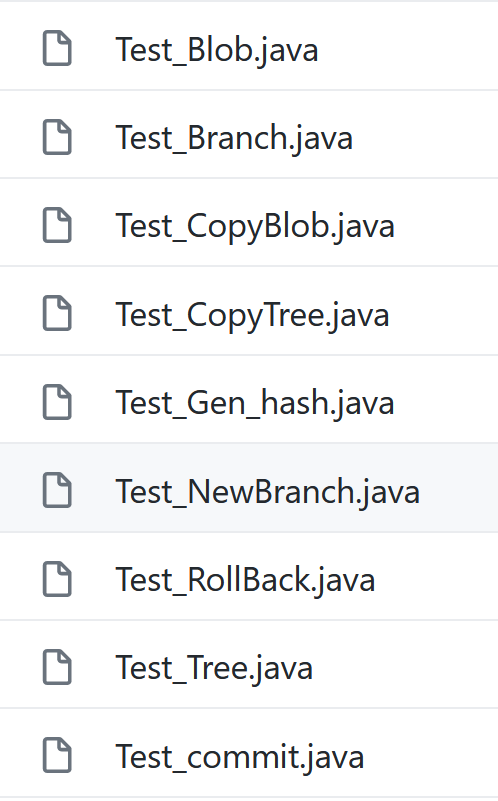 Test_Blob.java
Test_Branch.java
Test_CopyBlob.java
Test_CopyTree.java
Test_Gen_hash.java
Test_NewBranch.java
Test_RollBack.java
Test_Tree.java
Test_commit.java